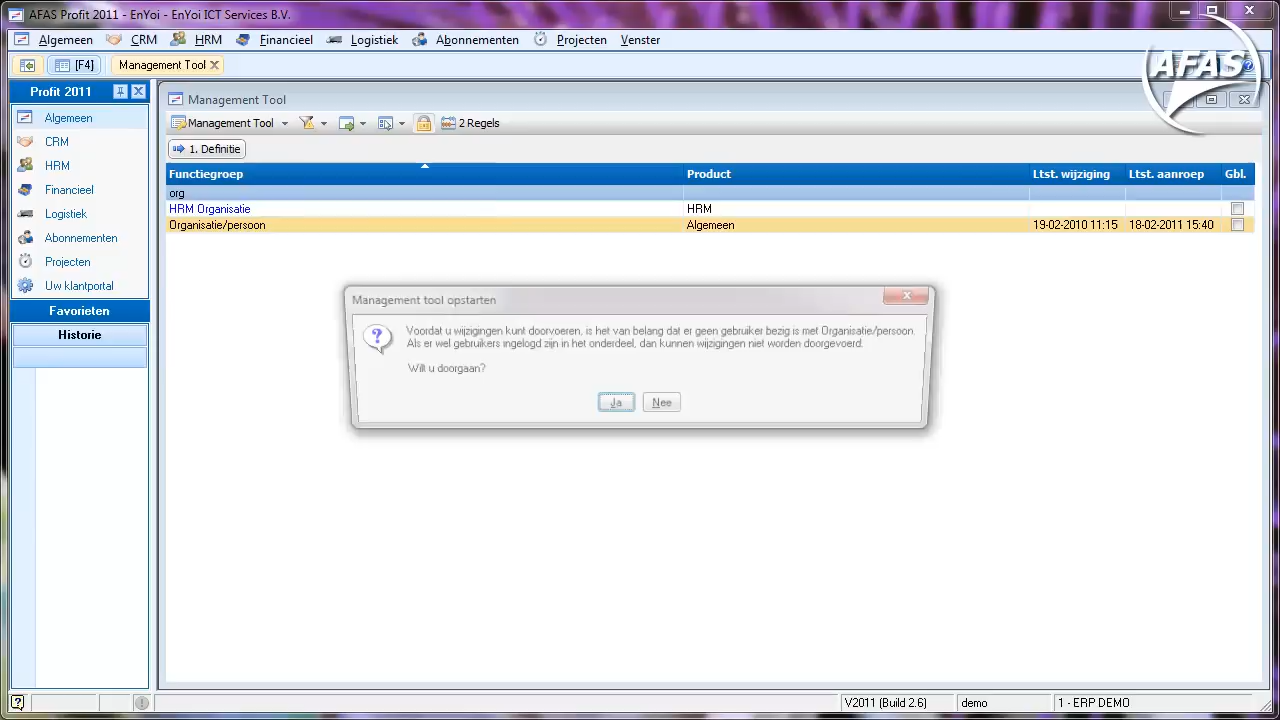 AFAS Profit 2011 - EnYoi - EnYoi ICT Services B.V.
Algemeen CRM HRM Financieel Logistiek Abonnementen Projecten Venster
AFAS
[F4] Management Tool
Profit 2011
Algemeen
CRM
HRM
Financieel
Logistiek
Abonnementen
Projecten
Uw klantportal
Favorieten
Historie
Management Tool
Management Tool 2 Regels
1. Definitie
Functiegroep Product Ltst. wijziging Ltst. aanroep Gbl.
org
HRM Organisatie HRM
Organisatie/persoon Algemeen 19-02-2010 11:15 18-02-2011 15:40
Management tool opstarten
Voordat u wijzigingen kunt doorvoeren, is het van belang dat er geen gebruiker bezig is met Organisatie/persoon.
Als er wel gebruikers ingelogd zijn in het onderdeel, dan kunnen wijzigingen niet worden doorgevoerd.
Wilt u doorgaan?
Ja Nee
V2011 (Build 2.6) demo 1 - ERP DEMO